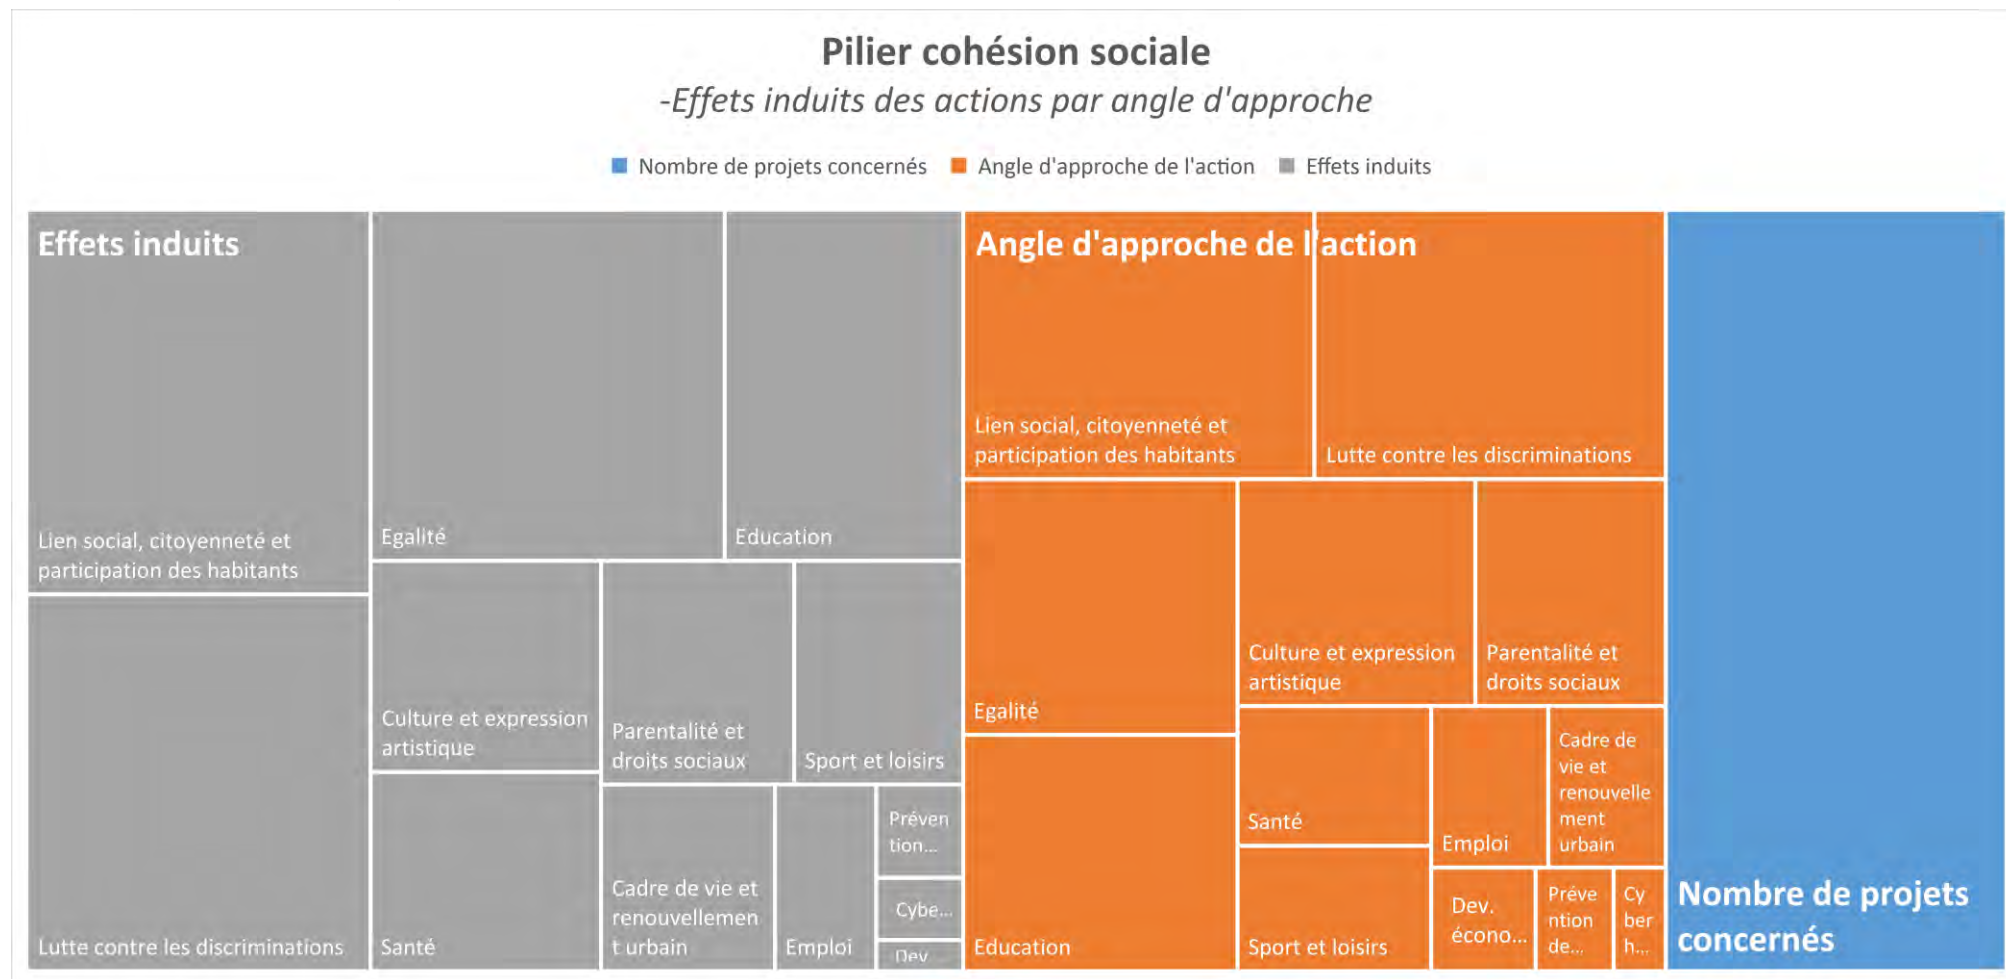 Pilier cohésion sociale
-Effets induits des actions par angle d'approche
Nombre de projets concernés
Angle d'approche de l'action
Effets induits
Effets induits
Lien social, citoyenneté et
participation des habitants
Lutte contre les discriminations
Egalité
Education
Culture et expression
artistique
Parentalité et
droits sociaux
Sport et loisirs
Santé
Cadre de vie et
renouvellemen
t urbain
Emploi
Préven
tion...
Cybe...
Dev
Angle d'approche de l'action
Lien social, citoyenneté et
participation des habitants
Lutte contre les discriminations
Egalité
Education
Culture et expression
artistique
Parentalité et
droits sociaux
Santé
Sport et loisirs
Emploi
Cadre de
vie et
renouvelle
ment
urbain
Dev.
écono...
Préve
ntion
de...
Cy
ber
h...
Nombre de projets
concernés